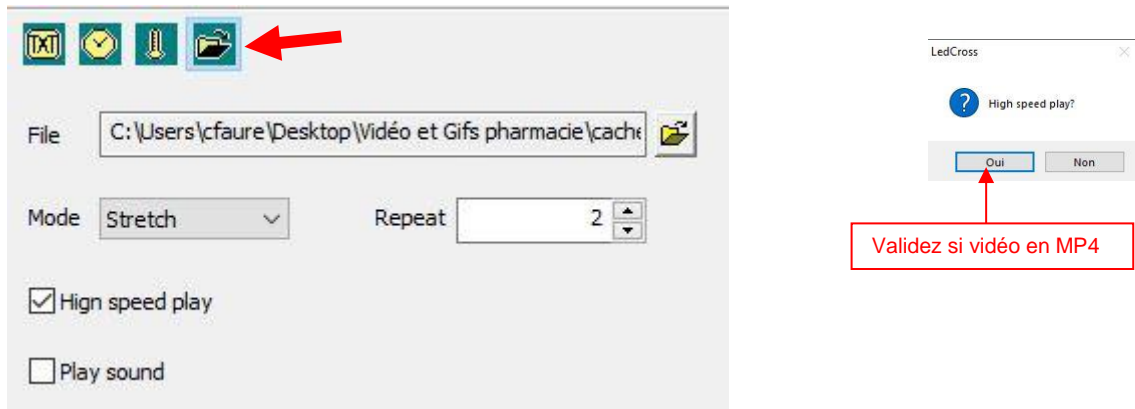 TXT
File C:\Users\cfaure\Desktop\Vidéo et Gifs pharmacie\cache
Mode Stretch Repeat 2
Hign speed play
Play sound
LedCross
High speed play?
Oui Non
Validez si vidéo en MP4